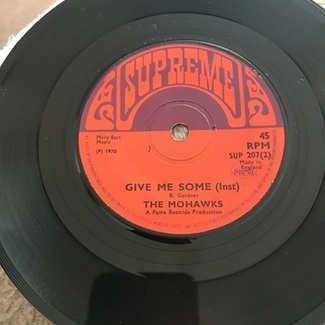 SUPREME
Mary-Earl
Music
(P) 1970
45
RPM
SUP 207(2)
Made in
England
GIVE ME SOME (Inst)
E. Gardner
THE MOHAWKS
A Pama Records Production